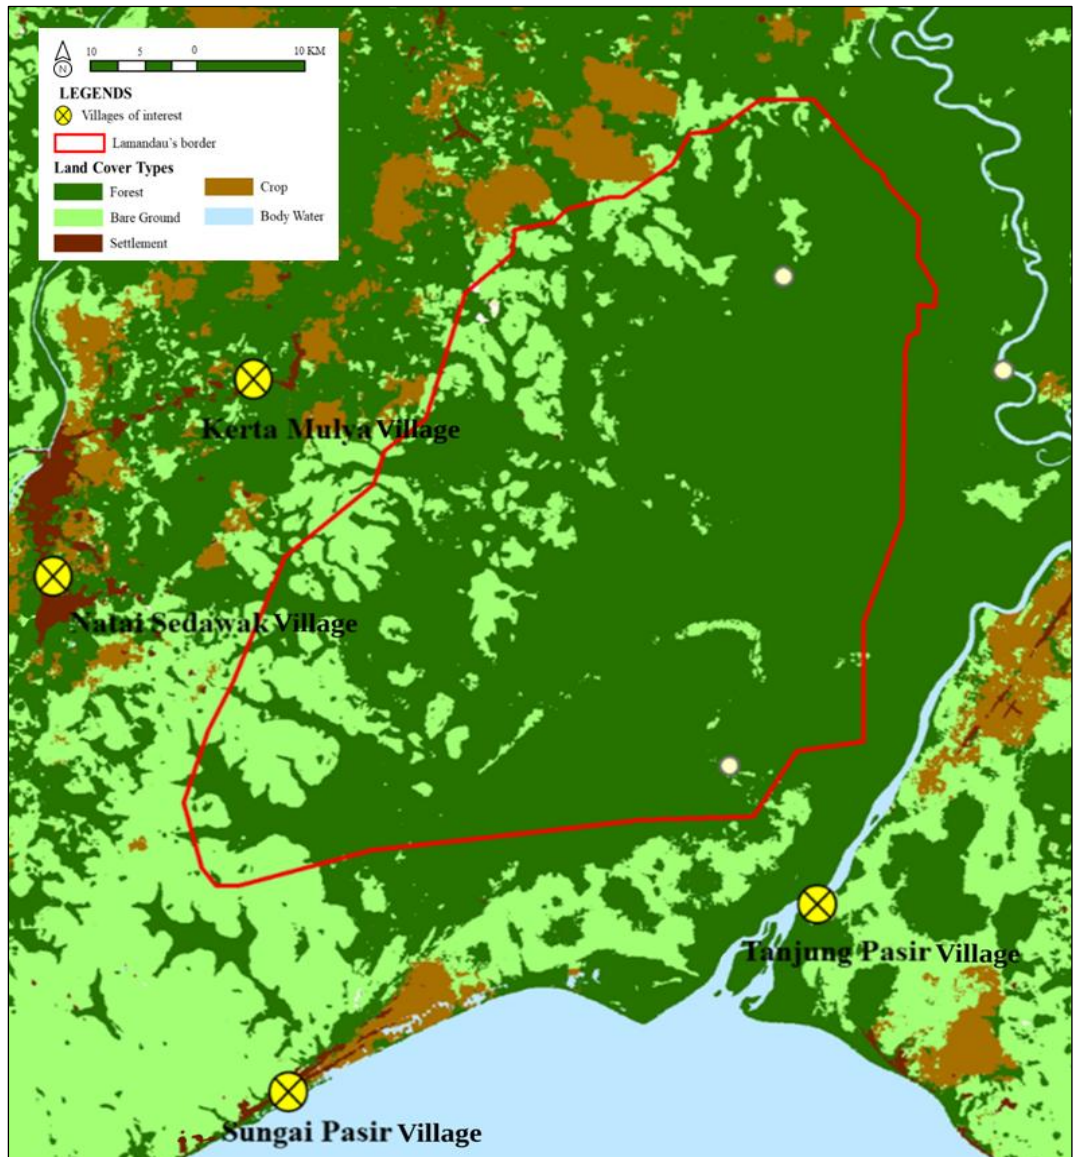 10 5 0 10 KM
N
LEGENDS
Villages of interest
Lamandau`s border
Land Cover Types
Forest
Crop
Bare Ground
Body Water
Settlement
Kerta Mulya Village
Natai Sedawak Village
Tanjung Pasir Village
Sungai Pasir Village